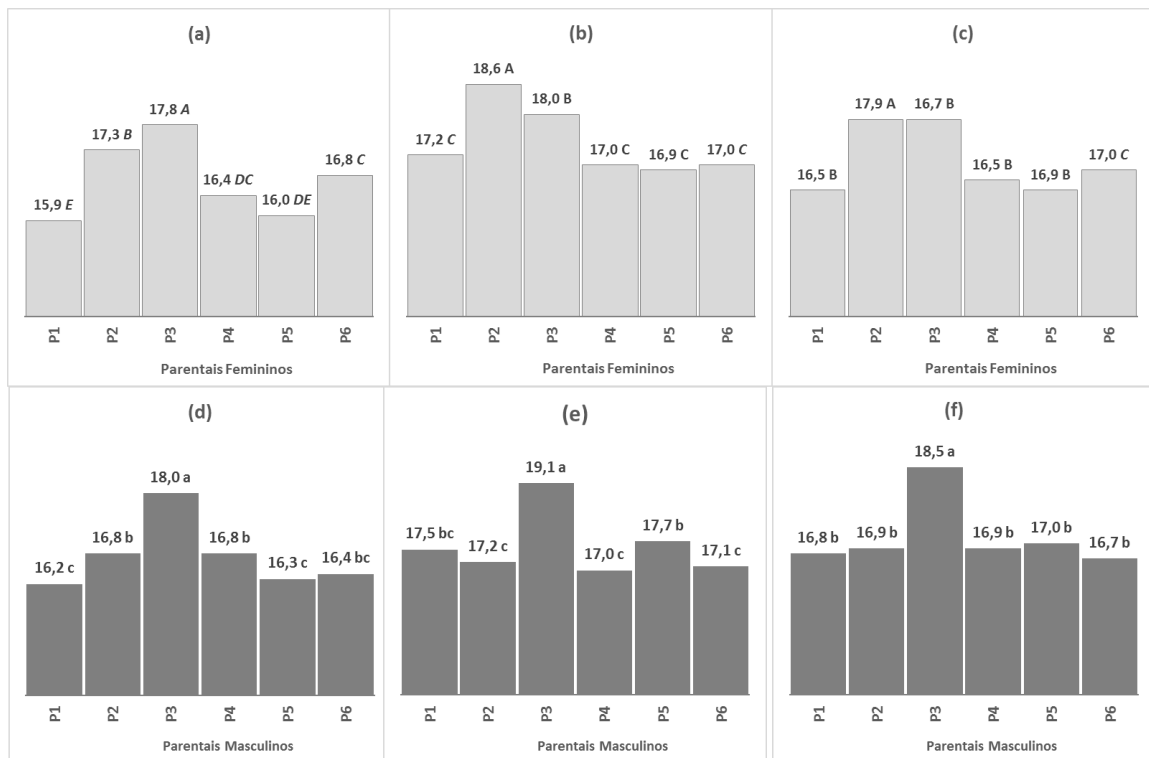 (a)
15,9 E
17,3 B
17,8 A
16,4 DC
16,0 DE
16,8 C
P1
P2
P3
P4
P5
P6
Parentais Femininos
(b)
17,2 C
18,6 A
18,0 B
17,0 C
16,9 C
17,0 C
P1
P2
P3
P4
P5
P6
Parentais Femininos
(c)
16,5 B
17,9 A
16,7 B
16,5 B
16,9 B
17,0 C
P1
P2
P3
P4
P5
P6
Parentais Femininos
(d)
16,2 c
16,8 b
18,0 a
16,8 b
16,3 c
16,4 bc
P1
P2
P3
P4
P5
P6
Parentais Masculinos
(e)
17,5 bc
17,2 c
19,1 a
17,0 c
17,7 b
17,1 c
P1
P2
P3
P4
P5
P6
Parentais Masculinos
(f)
16,8 b
16,9 b
18,5 a
16,9 b
17,0 b
16,7 b
P1
P2
P3
P4
P5
P6
Parentais Masculinos